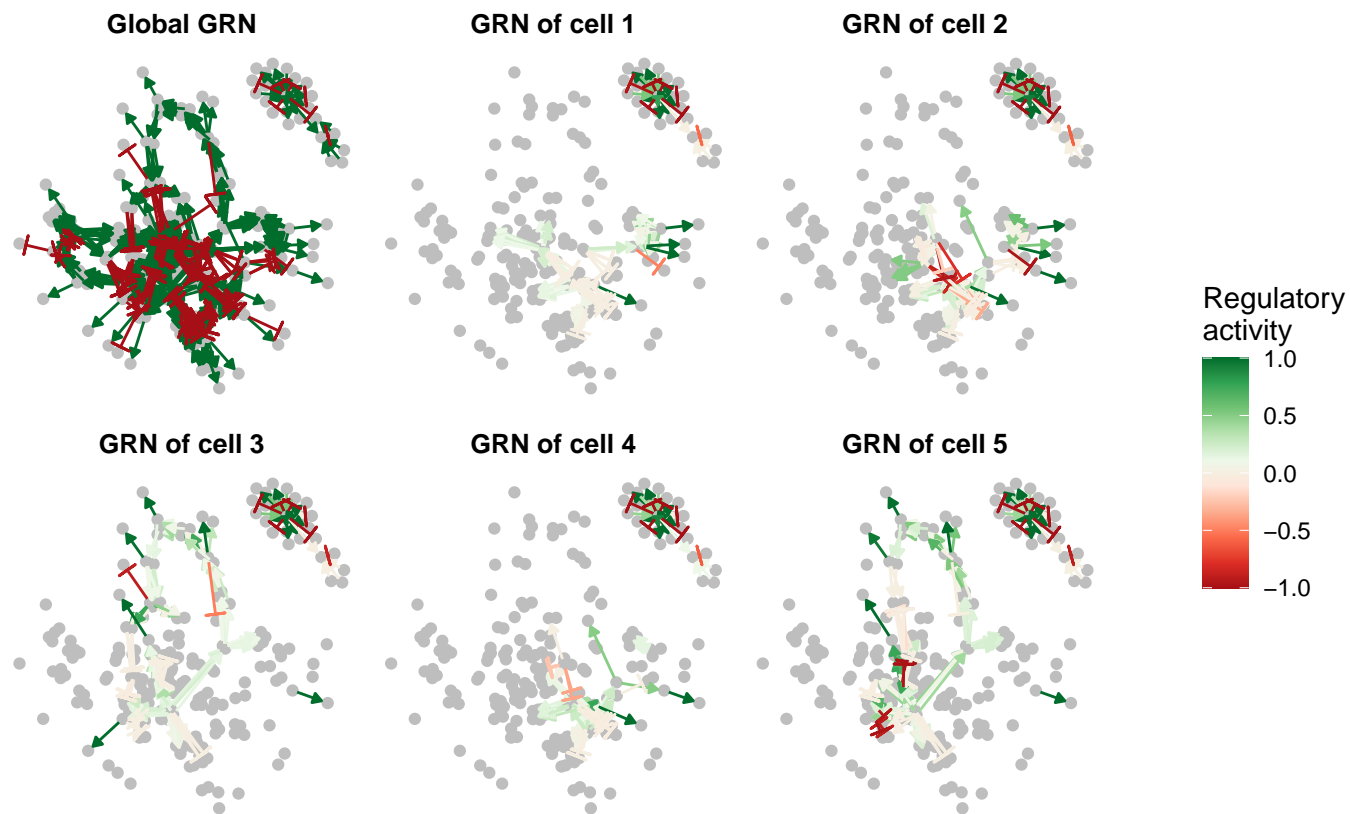 Global GRN
GRN of cell 1
GRN of cell 2
GRN of cell 3
GRN of cell 4
GRN of cell 5
Regulatory
activity
1.0
0.5
0.0
−0.5
−1.0